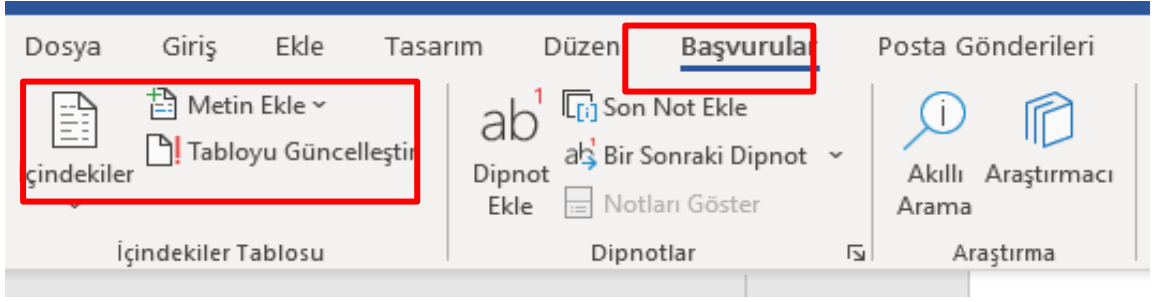 Dosya Giriş Ekle Tasarım Düzen Başvurular Posta Gönderileri
Metin Ekle
Tabloyu Güncelleştir
İçindekiler
İçindekiler Tablosu
ab1
Dipnot
Ekle
Son Not Ekle
Bir Sonraki Dipnot
Notları Göster
Dipnotlar
Akıllı
Arama
Araştırmacı
Araştırma